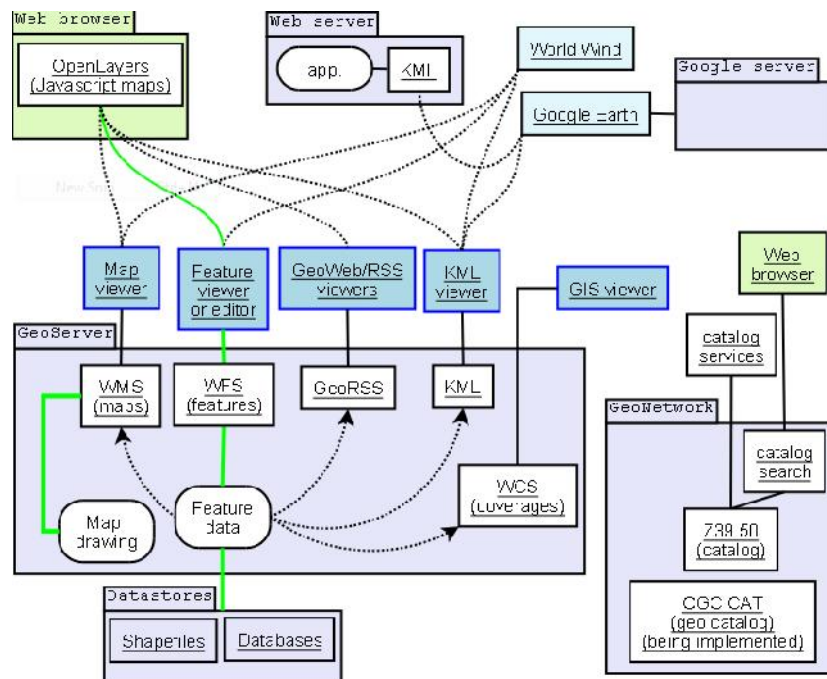 Web browser
OpenLayers
(Javascript maps)
Web server
app.
KML
World Wind
Google Earth
Google server
Map
viewer
Feature
viewer
or editor
GeoWeb/RSS
viewers
KML
viewer
GIS viewer
Web
browser
GeoServer
WMS
(maps)
WFS
(features)
GeoRSS
KML
WCS
(coverages)
Map
drawing
Feature
data
Datastores
Shapefiles
Databases
catalog
services
GeoNetwork
catalog
search
Z39.50
(catalog)
CGC CAT
(geo catalog)
(being implemented)